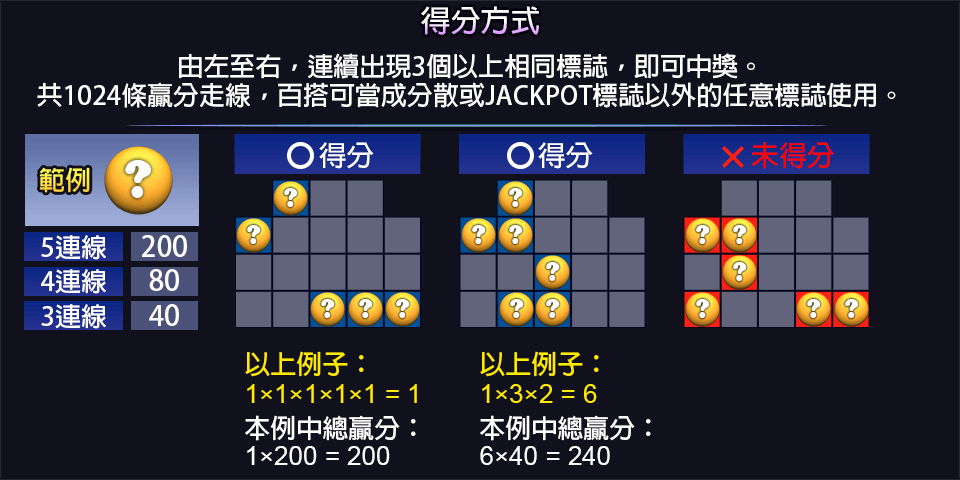 得分方式
由左至右，連續出現3個以上相同標誌，即可中獎。
共1024條贏分走線，百搭可當成分散或JACKPOT標誌以外的任意標誌使用。
範例 ?
5連線 200
4連線 80
3連線 40
○得分
? ? ? ? ?
以上例子：
1×1×1×1×1 = 1
本例中總贏分：
1×200 = 200
○得分
? ? ? ? ? ?
以上例子：
1×3×2 = 6
本例中總贏分：
6×40 = 240
×未得分
? ? ? ? ? ?